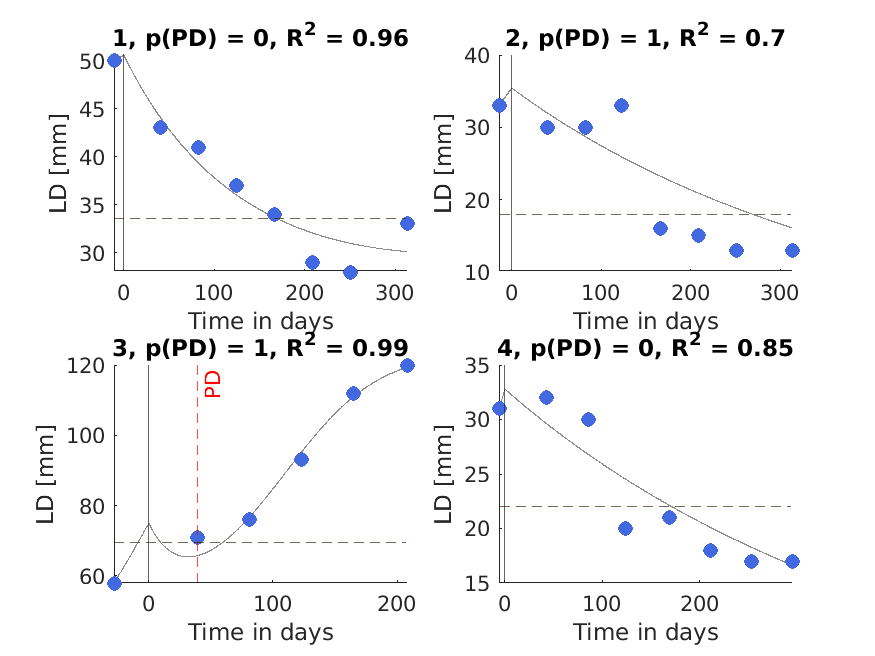 1, p(PD) = 0, R² = 0.96
50
45
40
35
30
LD [mm]
0 100 200 300
Time in days
2, p(PD) = 1, R² = 0.7
40
30
20
10
LD [mm]
0 100 200 300
Time in days
3, p(PD) = 1, R² = 0.99
120
100
80
60
LD [mm]
PD
0 100 200
Time in days
4, p(PD) = 0, R² = 0.85
35
30
25
20
15
LD [mm]
0 100 200
Time in days